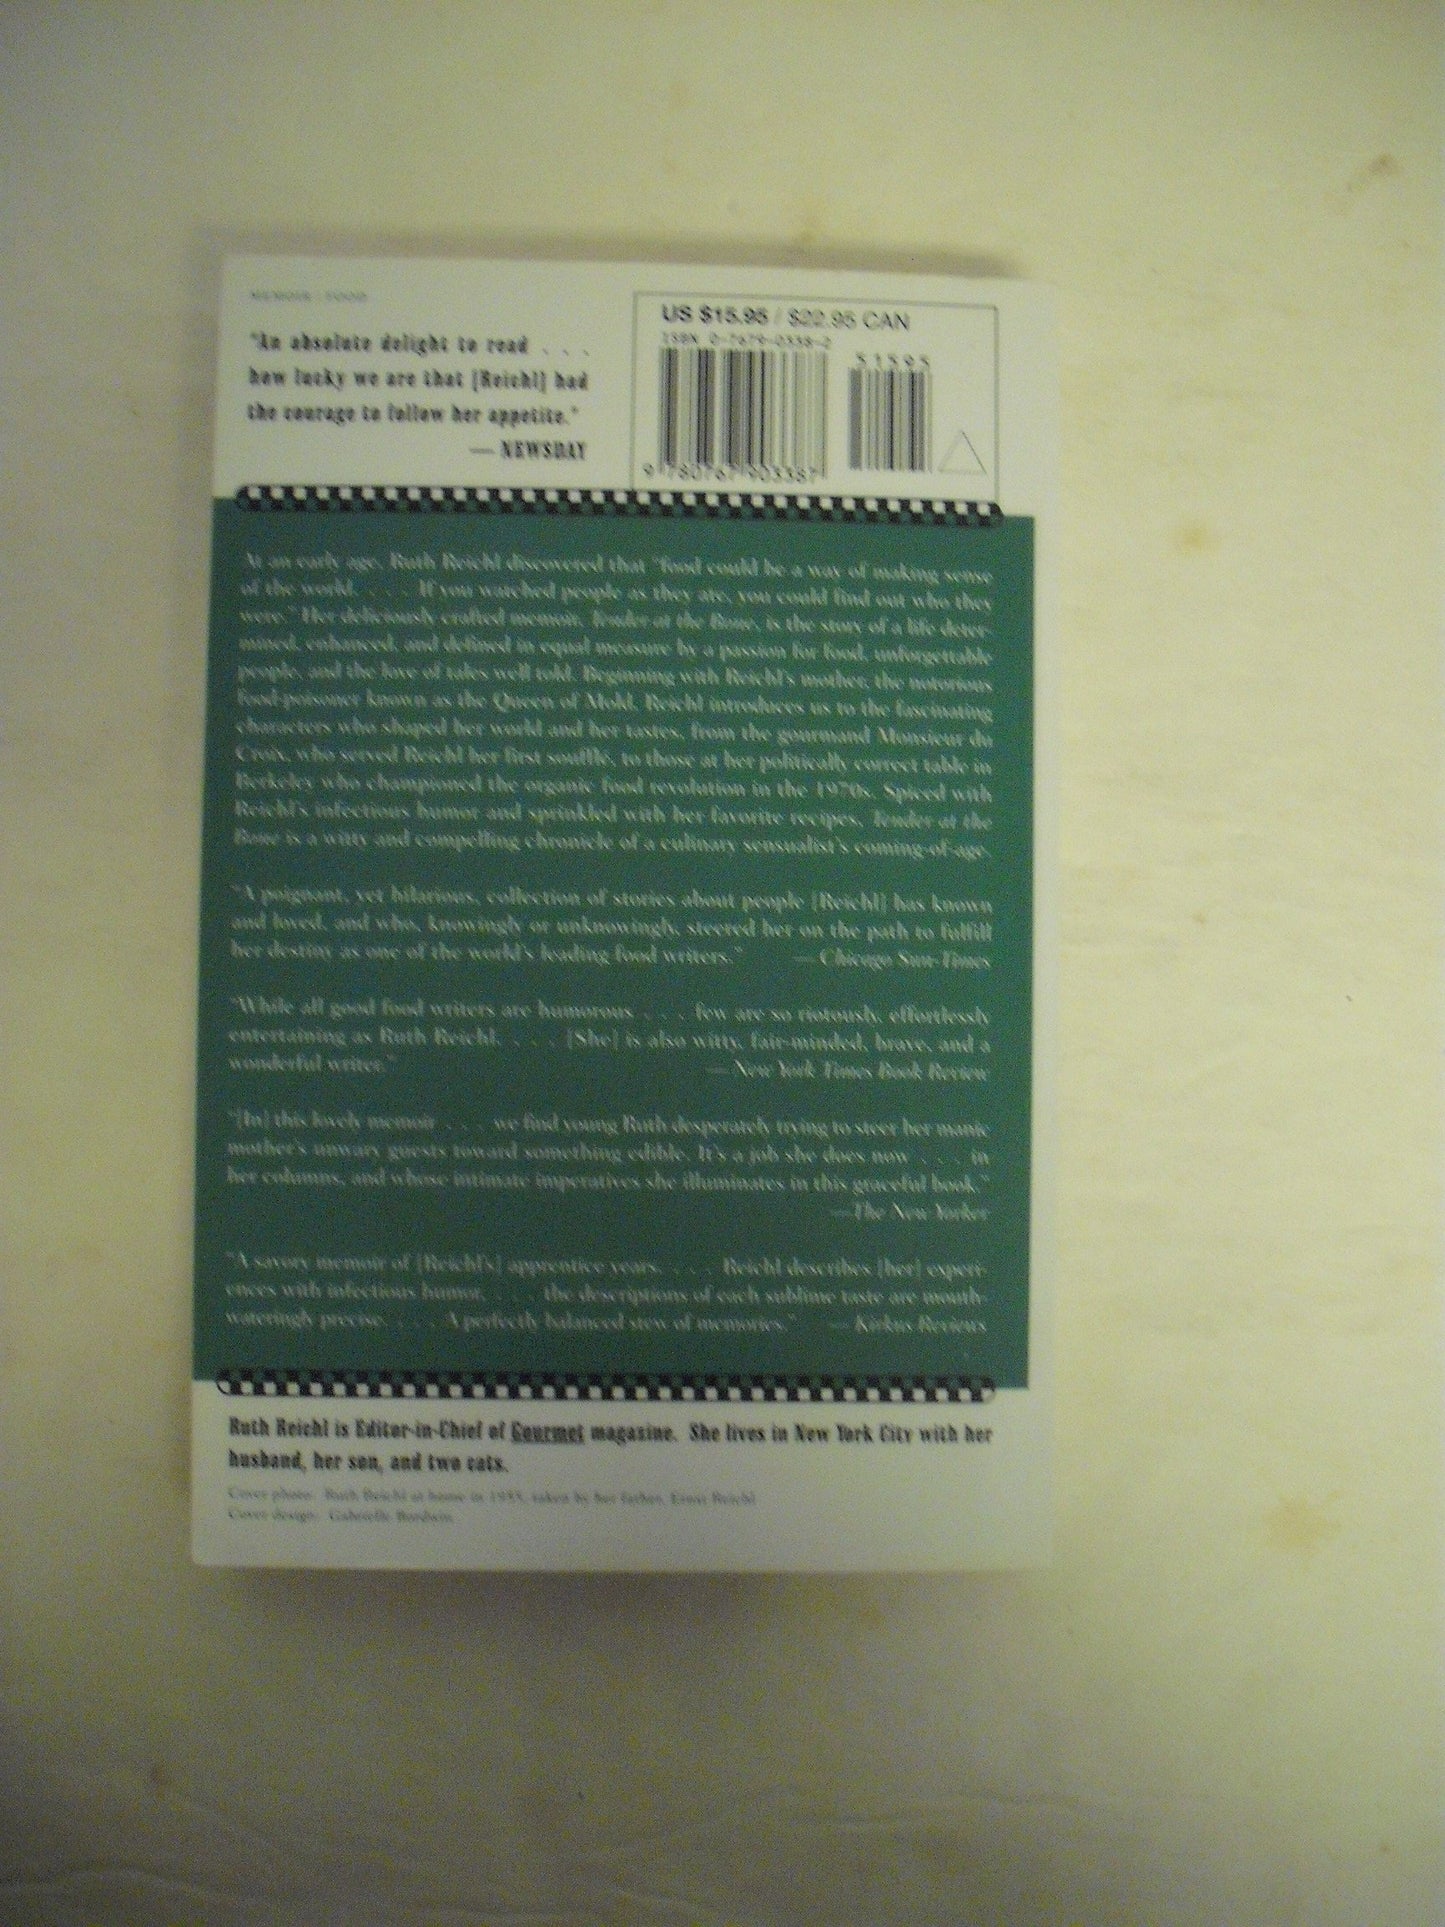 MEMOIR / FOOD
"An absolute delight to read . . .
how lucky we are that [Reichl] had
the courage to follow her appetite."
— NEWSDAY
US $15.95 / $22.95 CAN
ISBN 0-7679-0338-2
51595
9 780767 903387
At an early age, Ruth Reichl discovered that "food could be a way of making sense
of the world. . . . If you watched people as they ate, you could find out who they
were." Her deliciously crafted memoir, Tender at the Bone, is the story of a life deter-
mined, enhanced, and defined in equal measure by a passion for food, unforgettable
people, and the love of tales well told. Beginning with Reichl's mother, the notorious
food-poisoner known as the Queen of Mold, Reichl introduces us to the fascinating
characters who shaped her world and her tastes, from the gourmand Monsieur du
Croix, who served Reichl her first soufflé, to those at her politically correct table in
Berkeley who championed the organic food revolution in the 1970s. Spiced with
Reichl's infectious humor and sprinkled with her favorite recipes, Tender at the
Bone is a witty and compelling chronicle of a culinary sensualist's coming-of-age.
"A poignant, yet hilarious, collection of stories about people [Reichl] has known
and loved, and who, knowingly or unknowingly, steered her on the path to fulfill
her destiny as one of the world's leading food writers." — Chicago Sun-Times
"While all good food writers are humorous . . . few are so riotously, effortlessly
entertaining as Ruth Reichl. . . . [She] is also witty, fair-minded, brave, and a
wonderful writer." — New York Times Book Review
"[In] this lovely memoir . . . we find young Ruth desperately trying to steer her manic
mother's unwary guests toward something edible. It's a job she does now . . . in
her columns, and whose intimate imperatives she illuminates in this graceful book."
—The New Yorker
"A savory memoir of [Reichl's] apprentice years. . . . Reichl describes [her] experi-
ences with infectious humor. . . . the descriptions of each sublime taste are mouth-
wateringly precise. . . . A perfectly balanced stew of memories." — Kirkus Reviews
Ruth Reichl is Editor-in-Chief of Gourmet magazine. She lives in New York City with her
husband, her son, and two cats.
Cover photo: Ruth Reichl at home in 1955, taken by her father, Ernst Reichl
Cover design: Gabrielle Bordwin